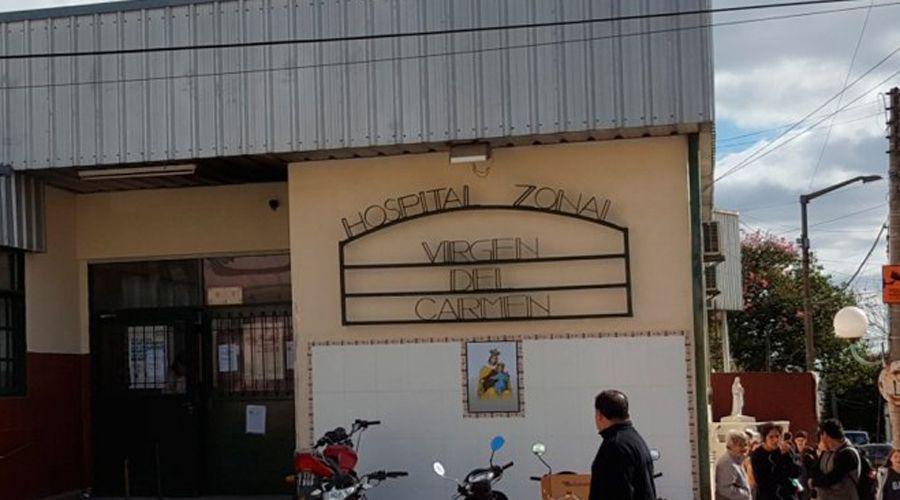 HOSPITAL ZONAL
VIRGEN
DEL
CARMEN